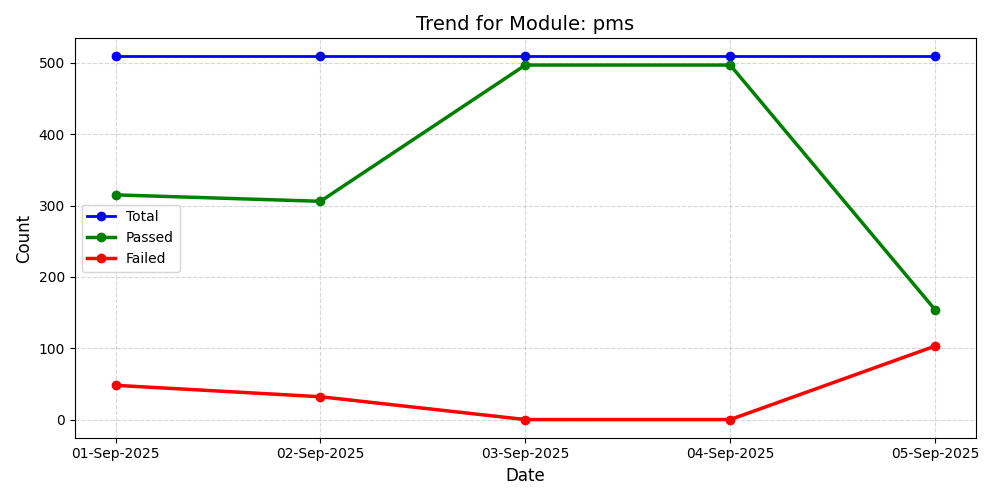 Trend for Module: pms
500
400
300
200
100
0
Count
Total
Passed
Failed
01-Sep-2025
02-Sep-2025
03-Sep-2025
04-Sep-2025
05-Sep-2025
Date